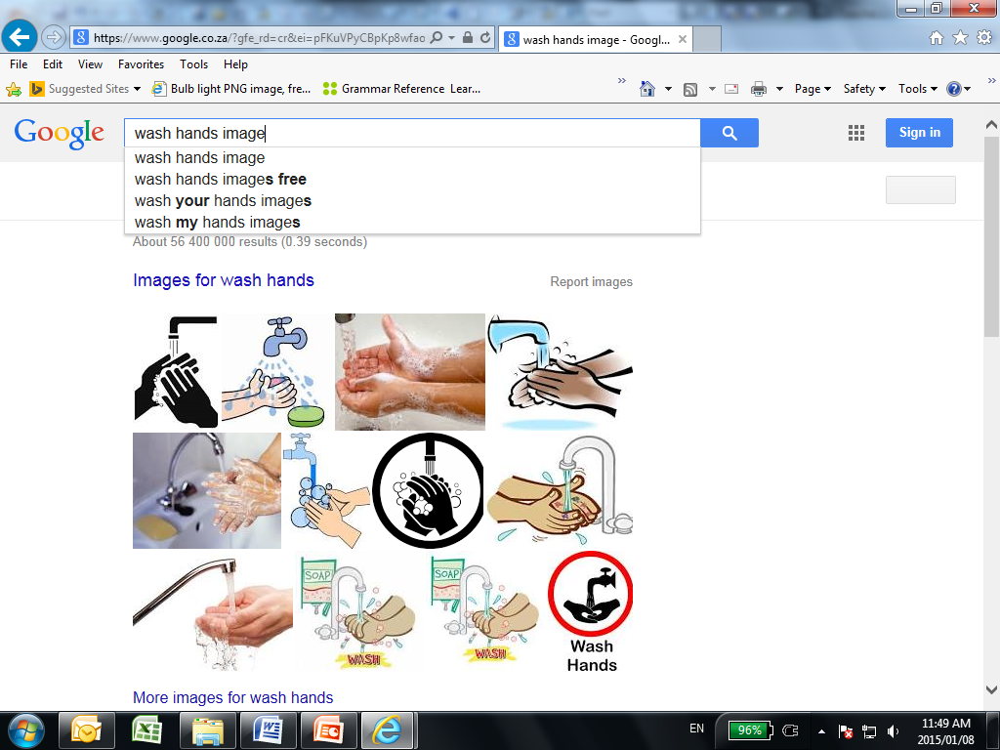 https://www.google.co.za/?gfe_rd=cr&ei=pFKuVPyCBpKp8wfao
wash hands image - Googl...
File Edit View Favorites Tools Help
Suggested Sites Bulb light PNG image, fre... Grammar Reference Lear...
Page Safety Tools
Google
wash hands image
Sign in
wash hands image
wash hands images free
wash your hands images
wash my hands images
About 56 400 000 results (0.39 seconds)
Images for wash hands
Report images
SOAP
WASH
SOAP
WASH
Wash
Hands
More images for wash hands
EN
96%
11:49 AM
2015/01/08